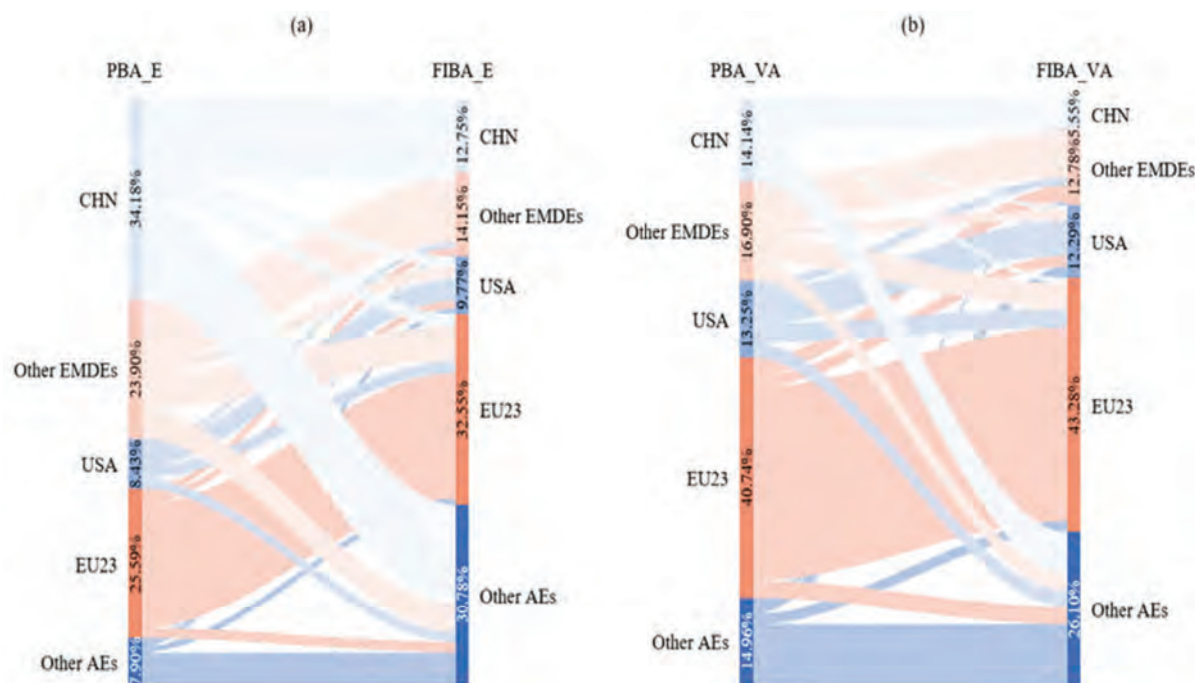 (a)
PBA_E
FIBA_E
CHN
34.18%
Other EMDEs
23.90%
USA
8.43%
EU23
25.59%
Other AEs
7.90%
12.75%
CHN
14.15%
Other EMDEs
9.77%
USA
32.55%
EU23
30.78%
Other AEs
(b)
PBA_VA
FIBA_VA
CHN
14.14%
Other EMDEs
16.90%
USA
13.25%
EU23
40.74%
Other AEs
14.96%
5.55%
CHN
12.78%
Other EMDEs
12.29%
USA
43.28%
EU23
26.10%
Other AEs